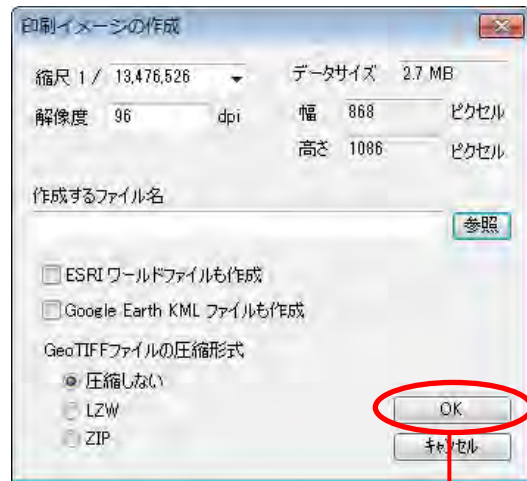 印刷イメージの作成
縮尺 1 / 13,476,526
データサイズ 2.7 MB
解像度 96 dpi
幅 868 ピクセル
高さ 1086 ピクセル
作成するファイル名
参照
ESRI ワールドファイルも作成
Google Earth KML ファイルも作成
GeoTIFFファイルの圧縮形式
圧縮しない
LZW
ZIP
OK
キャンセル